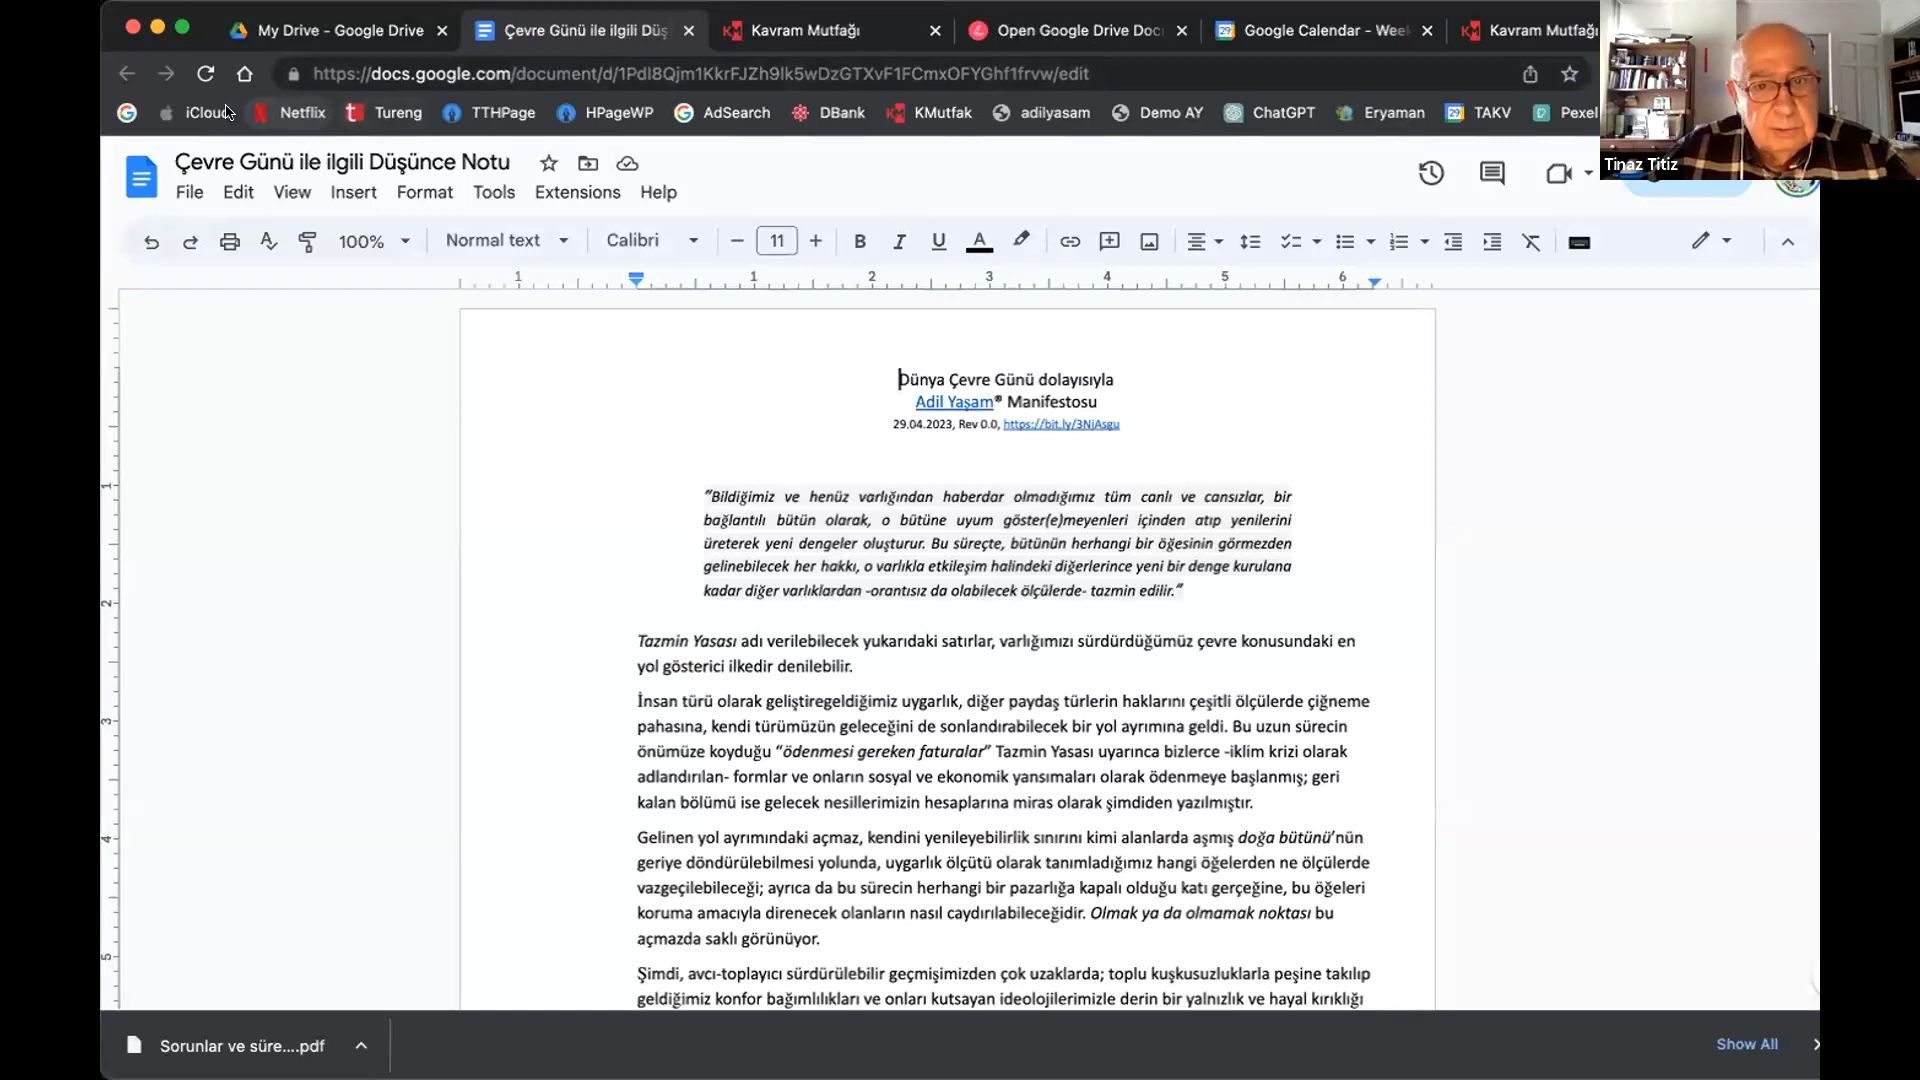 My Drive - Google Drive
Çevre Günü ile ilgili Düş
Kavram Mutfağı
Open Google Drive Doc
Google Calendar - Week
Kavram Mutfağı
https://docs.google.com/document/d/1PdI8Qjm1KkrFJZh9lk5wDzGTXvF1FCmxOFYGhf1frvw/edit
iCloud
Netflix
Tureng
TTHPage
HPageWP
AdSearch
DBank
KMutfak
adilyasam
Demo AY
ChatGPT
Eryaman
TAKV
Pexel
Tinaz Titiz
Çevre Günü ile ilgili Düşünce Notu
File Edit View Insert Format Tools Extensions Help
100% Normal text Calibri 11
1 1 2 3 4 5 6
Dünya Çevre Günü dolayısıyla
Adil Yaşam® Manifestosu
29.04.2023, Rev 0.0, https://bit.ly/3NjAsgu
"Bildiğimiz ve henüz varlığından haberdar olmadığımız tüm canlı ve cansızlar, bir
bağlantılı bütün olarak, o bütüne uyum göster(e)meyenleri içinden atıp yenilerini
üreterek yeni dengeler oluşturur. Bu süreçte, bütünün herhangi bir öğesinin görmezden
gelinebilecek her hakkı, o varlıkla etkileşim halindeki diğerlerince yeni bir denge kurulana
kadar diğer varlıklardan -orantısız da olabilecek ölçülerde- tazmin edilir."
Tazmin Yasası adı verilebilecek yukarıdaki satırlar, varlığımızı sürdürdüğümüz çevre konusundaki en
yol gösterici ilkedir denilebilir.
İnsan türü olarak geliştiregeldiğimiz uygarlık, diğer paydaş türlerin haklarını çeşitli ölçülerde çiğneme
pahasına, kendi türümüzün geleceğini de sonlandırabilecek bir yol ayrımına geldi. Bu uzun sürecin
önümüze koyduğu "ödenmesi gereken faturalar" Tazmin Yasası uyarınca bizlerce -iklim krizi olarak
adlandırılan- formlar ve onların sosyal ve ekonomik yansımaları olarak ödenmeye başlanmış; geri
kalan bölümü ise gelecek nesillerimizin hesaplarına miras olarak şimdiden yazılmıştır.
Gelinen yol ayrımındaki açmaz, kendini yenileyebilirlik sınırını kimi alanlarda aşmış doğa bütünü'nün
geriye döndürülebilmesi yolunda, uygarlık ölçütü olarak tanımladığımız hangi öğelerden ne ölçülerde
vazgeçilebileceği; ayrıca da bu sürecin herhangi bir pazarlığa kapalı olduğu katı gerçeğine, bu öğeleri
koruma amacıyla direnecek olanların nasıl caydırılabileceğidir. Olmak ya da olmamak noktası bu
açmazda saklı görünüyor.
Şimdi, avcı-toplayıcı sürdürülebilir geçmişimizden çok uzaklarda; toplu kuşkusuzluklarla peşine takılıp
geldiğimiz konfor bağımlılıkları ve onları kutsayan ideolojilerimizle derin bir yalnızlık ve hayal kırıklığı
1
2
3
4
5
Sorunlar ve süre....pdf
Show All